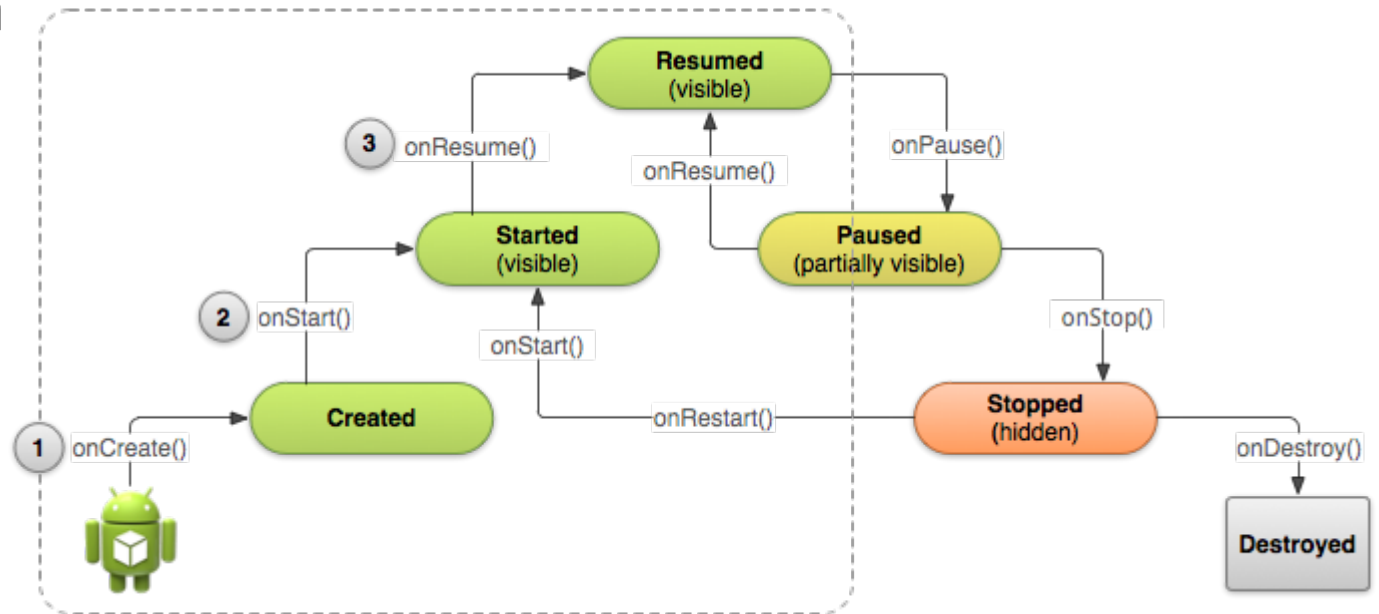 Resumed
(visible)
3
onResume()
onResume()
onPause()
Started
(visible)
Paused
(partially visible)
2
onStart()
onStart()
onStop()
Created
onRestart()
Stopped
(hidden)
1
onCreate()
onDestroy()
Destroyed